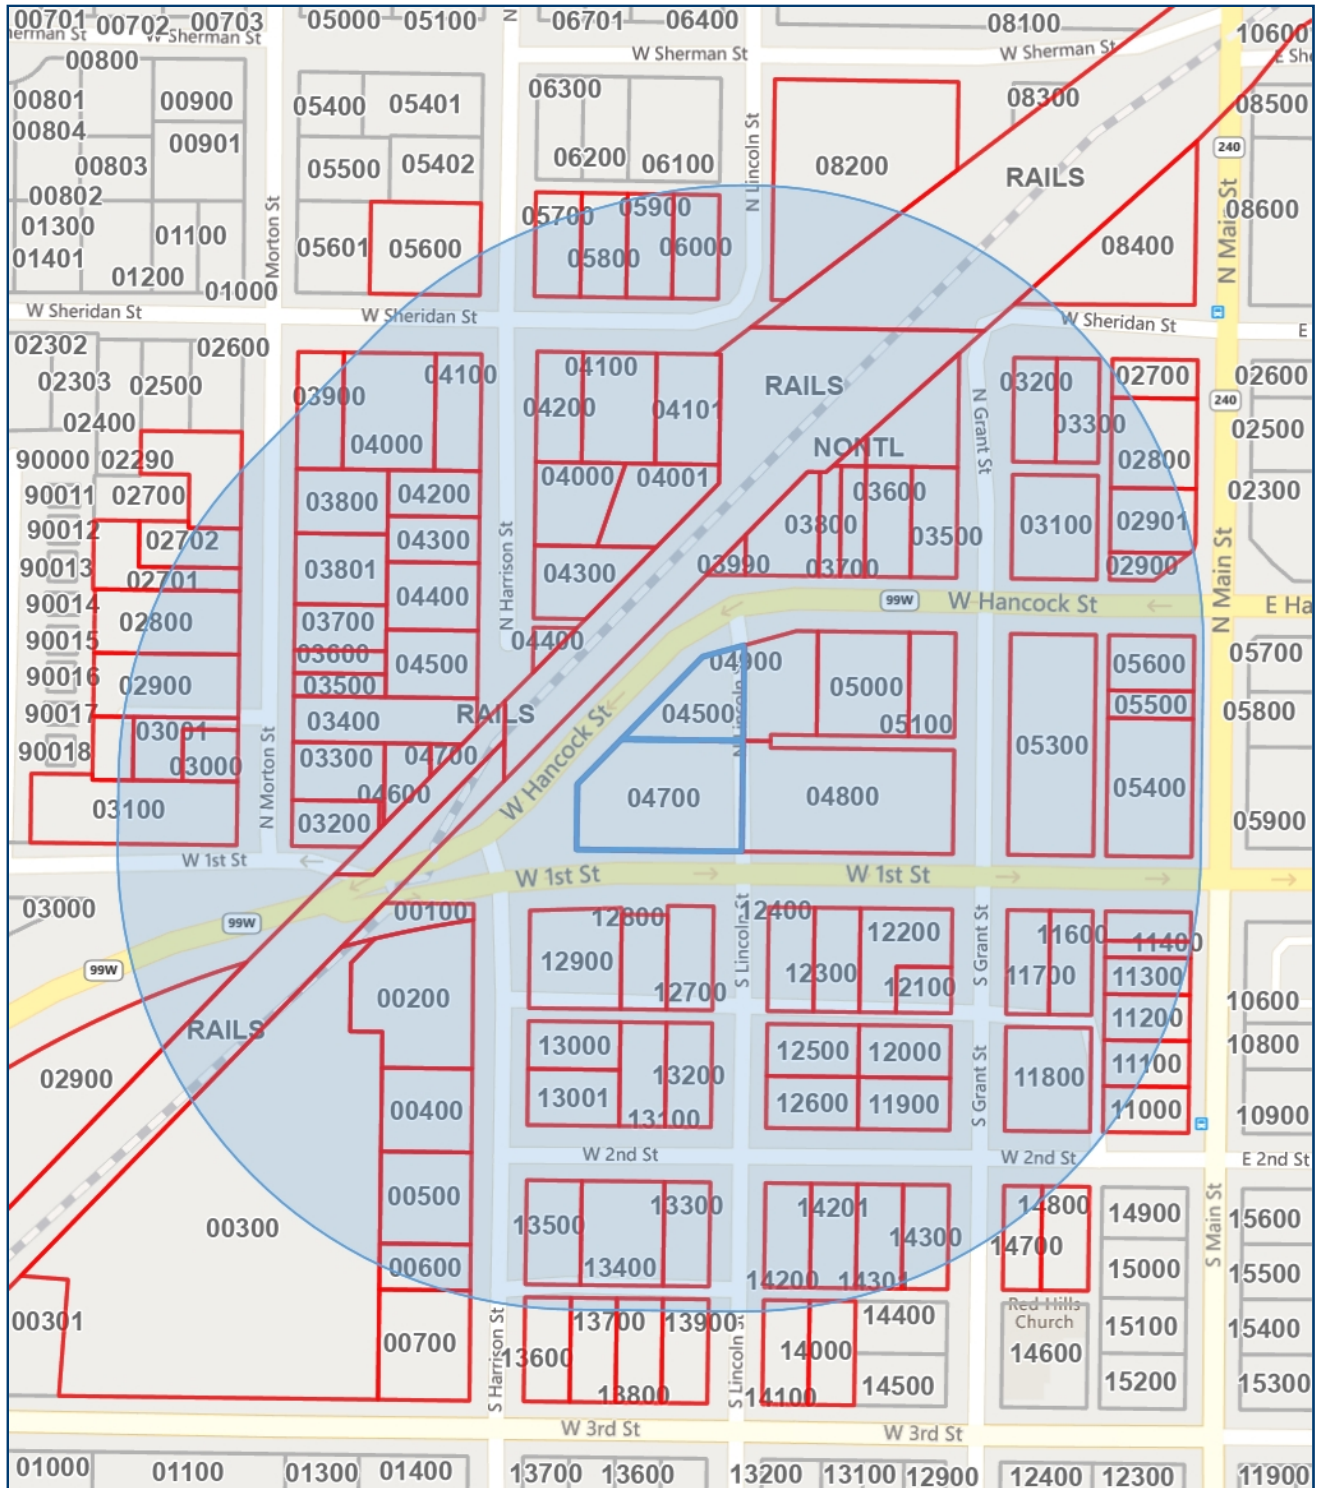 00701 00702 00703 05000 05100 N 06701 06400 08100 10600
erman St W Sherman St W Sherman St W Sherman St E She
00800
00801 00900 05400 05401 06300 08300 08500
00804 00901 240
00803 05500 05402 06200 06100 08200 RAILS
00802 N Lincoln St N Main St
01300 01100 05601 05600 05700 05900 08600
01401 05800 06000 08400
01200 01000 N Morton St
W Sheridan St W Sheridan St W Sheridan St E
02302 02600 04100 04100 03200 02700 02600
02303 02500 03900 RAILS 240
02400 04000 04200 04101 N Grant St 03300 02500
90000 02290 NONTL 02800
90011 02700 03800 04200 04000 04001 03600 02300
90012 02702 04300 03800 03500 03100 02901
90013 02701 03801 04300 03990 03700 02900
90014 04400 N Harrison St 99W W Hancock St E Ha
90015 02800 03700 04400 N Main St
90016 03600 04500 04900 05600 05700
90017 02900 03500 05000 05500 05800
03001 03400 RAILS 04500 N Lincoln St 05100
90018 03000 03300 04700 W Hancock St 05300
03100 N Morton St 04600 04700 04800 05400
03200 05900
W 1st St W 1st St W 1st St
03000 00100 12800 12400 11600 11400
99W 12900 12200 S Grant St
99W S Lincoln St 12300 11700 11300
00200 12700 12100 10600
RAILS 13000 12500 12000 11200 10800
02900 13200 11800 11100
00400 13001 13100 12600 11900 S Grant St 11000 10900
W 2nd St W 2nd St E 2nd St
00500 13300 14201 14800 14900 15600
00300 13500 14300 14700 S Main St
00600 13400 14200 14301 15000 15500
00301 13700 13900 14400 Red Hills
Church
00700 13600 14000 14600 15100 15400
S Harrison St 13800 S Lincoln St 14100 14500 15200 15300
W 3rd St W 3rd St
01000 01100 01300 01400 13700 13600 13200 13100 12900 12400 12300 11900